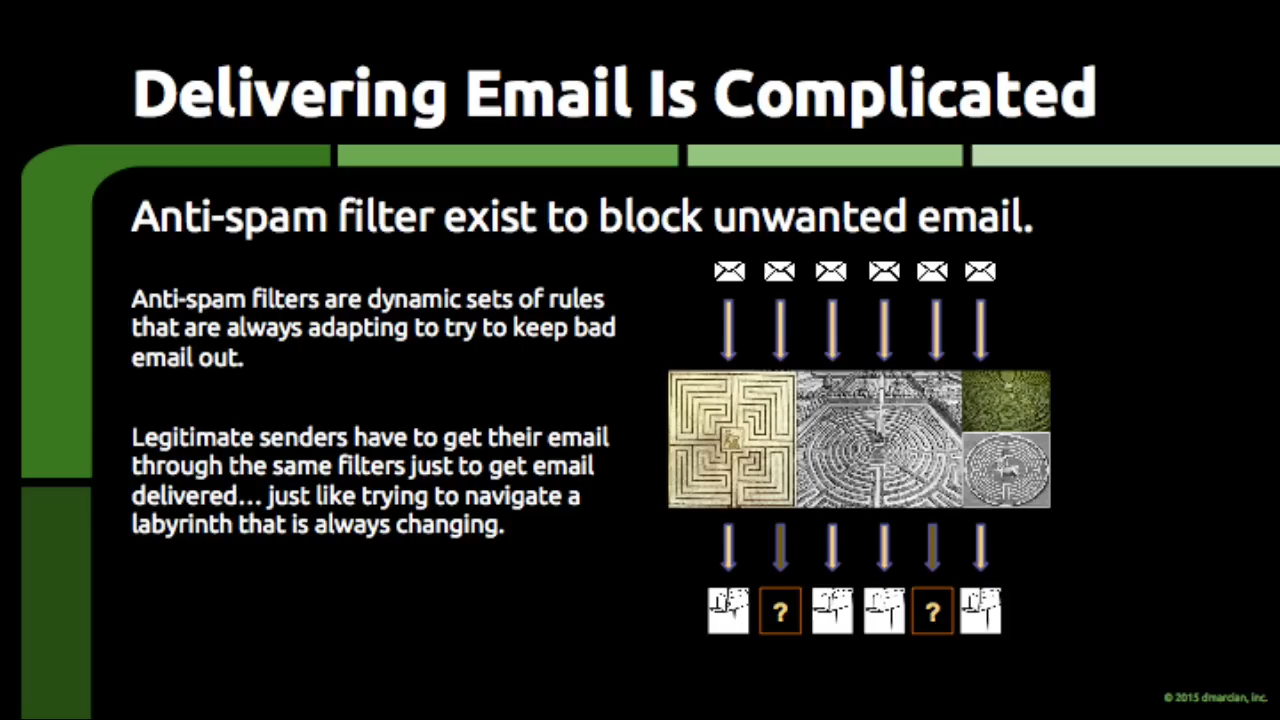 Delivering Email Is Complicated
Anti-spam filter exist to block unwanted email.
Anti-spam filters are dynamic sets of rules
that are always adapting to try to keep bad
email out.
Legitimate senders have to get their email
through the same filters just to get email
delivered... just like trying to navigate a
labyrinth that is always changing.
? ?
© 2015 dmarcian, inc.